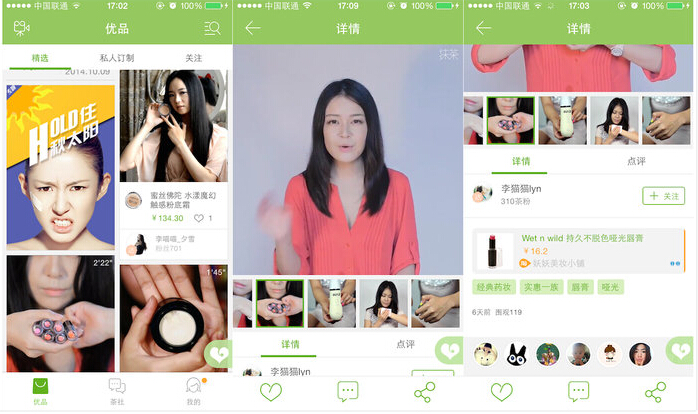 中国联通 17:02 100%
优品
精选 私人订制 关注
2014.10.09
HOLD住
秋太阳
蜜丝佛陀 水漾魔幻
触感粉底霜
￥134.30 1
李喵喵_夕雪
粉丝701
2'22"
1'45"
优品 茶社 我的
中国联通 17:09 100%
详情
抹茶
详情 点评
李猫猫lyn
中国联通 17:03 100%
详情
详情 点评
李猫猫lyn
310茶粉
+ 关注
Wet n wild 持久不脱色哑光唇膏
￥16.2
妖妖美妆小铺
经典药妆 实惠一族 唇膏 哑光
6天前 围观119